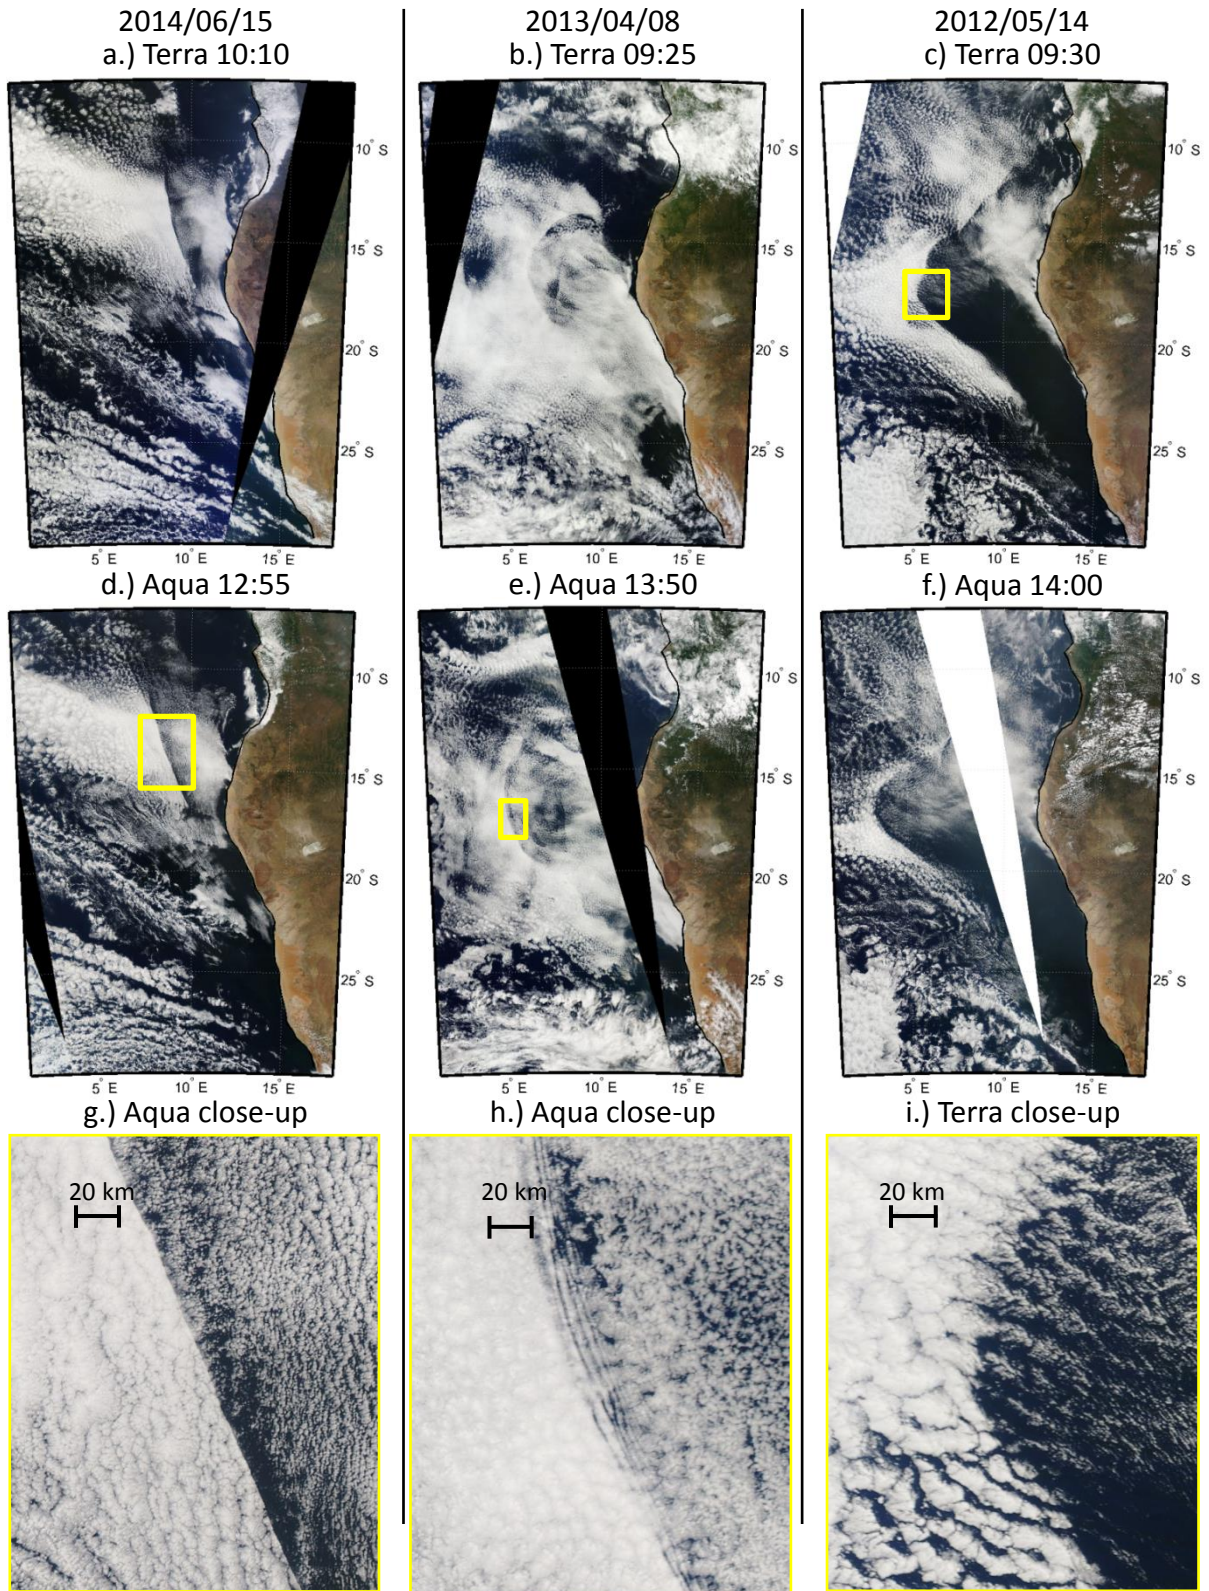 2014/06/15
a.) Terra 10:10
2013/04/08
b.) Terra 09:25
2012/05/14
c.) Terra 09:30
10° S
15° S
20° S
25° S
5° E
10° E
15° E
10° S
15° S
20° S
25° S
5° E
10° E
15° E
10° S
15° S
20° S
25° S
5° E
10° E
15° E
d.) Aqua 12:55
e.) Aqua 13:50
f.) Aqua 14:00
10° S
15° S
20° S
25° S
5° E
10° E
15° E
10° S
15° S
20° S
25° S
5° E
10° E
15° E
10° S
15° S
20° S
25° S
5° E
10° E
15° E
g.) Aqua close-up
h.) Aqua close-up
i.) Terra close-up
20 km
20 km
20 km